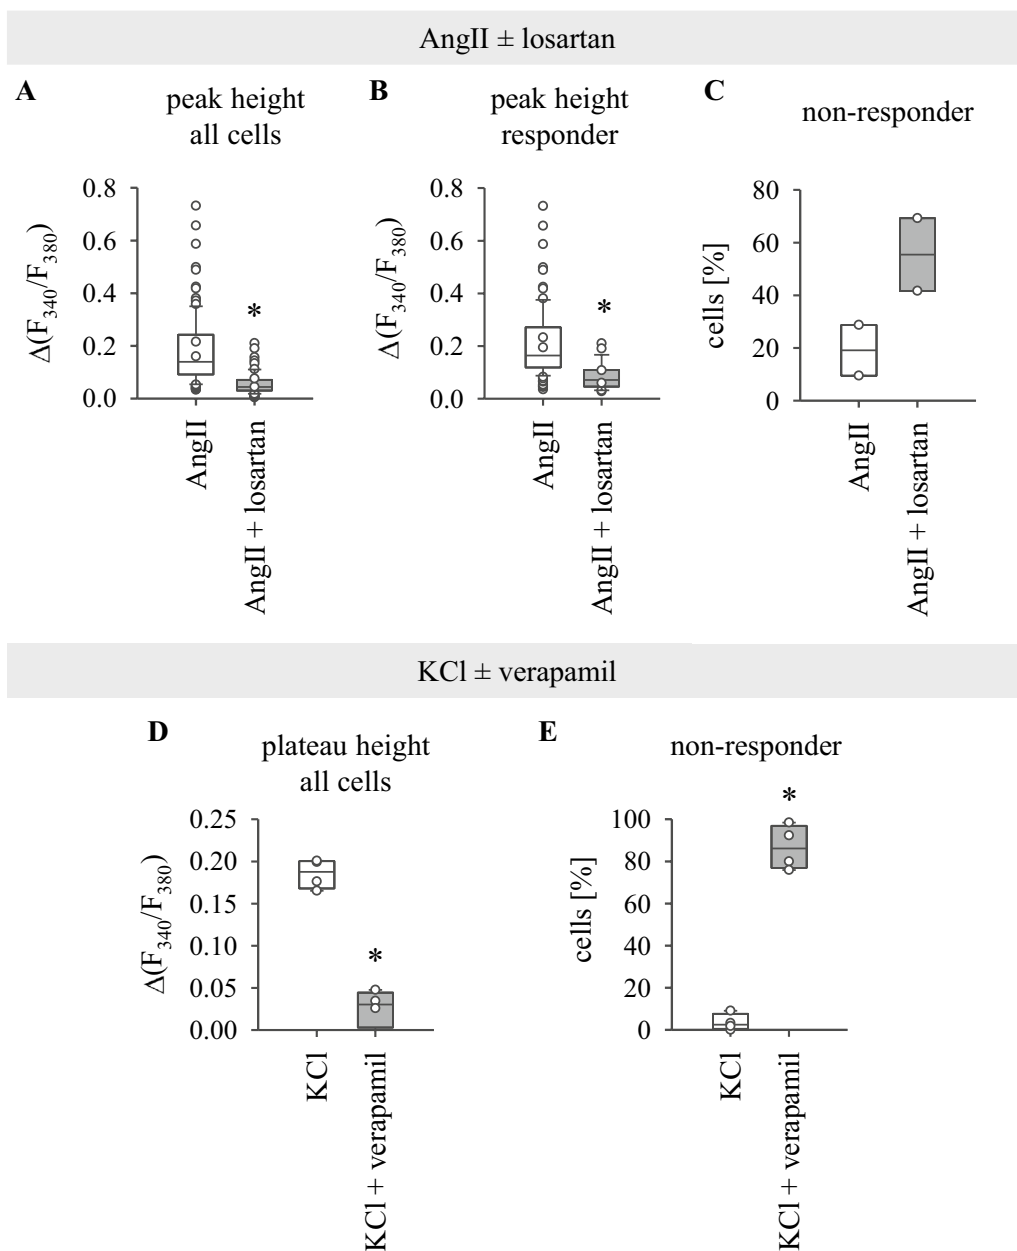 AngII ± losartan
A
peak height
all cells
B
peak height
responder
C
non-responder
Δ(F340/F380)
0.8
0.6
0.4
0.2
0.0
*
AngII
AngII + losartan
Δ(F340/F380)
0.8
0.6
0.4
0.2
0.0
*
AngII
AngII + losartan
cells [%]
80
60
40
20
0
AngII
AngII + losartan
KCl ± verapamil
D
plateau height
all cells
E
non-responder
Δ(F340/F380)
0.25
0.20
0.15
0.10
0.05
0.00
*
KCl
KCl + verapamil
cells [%]
100
80
60
40
20
0
*
KCl
KCl + verapamil